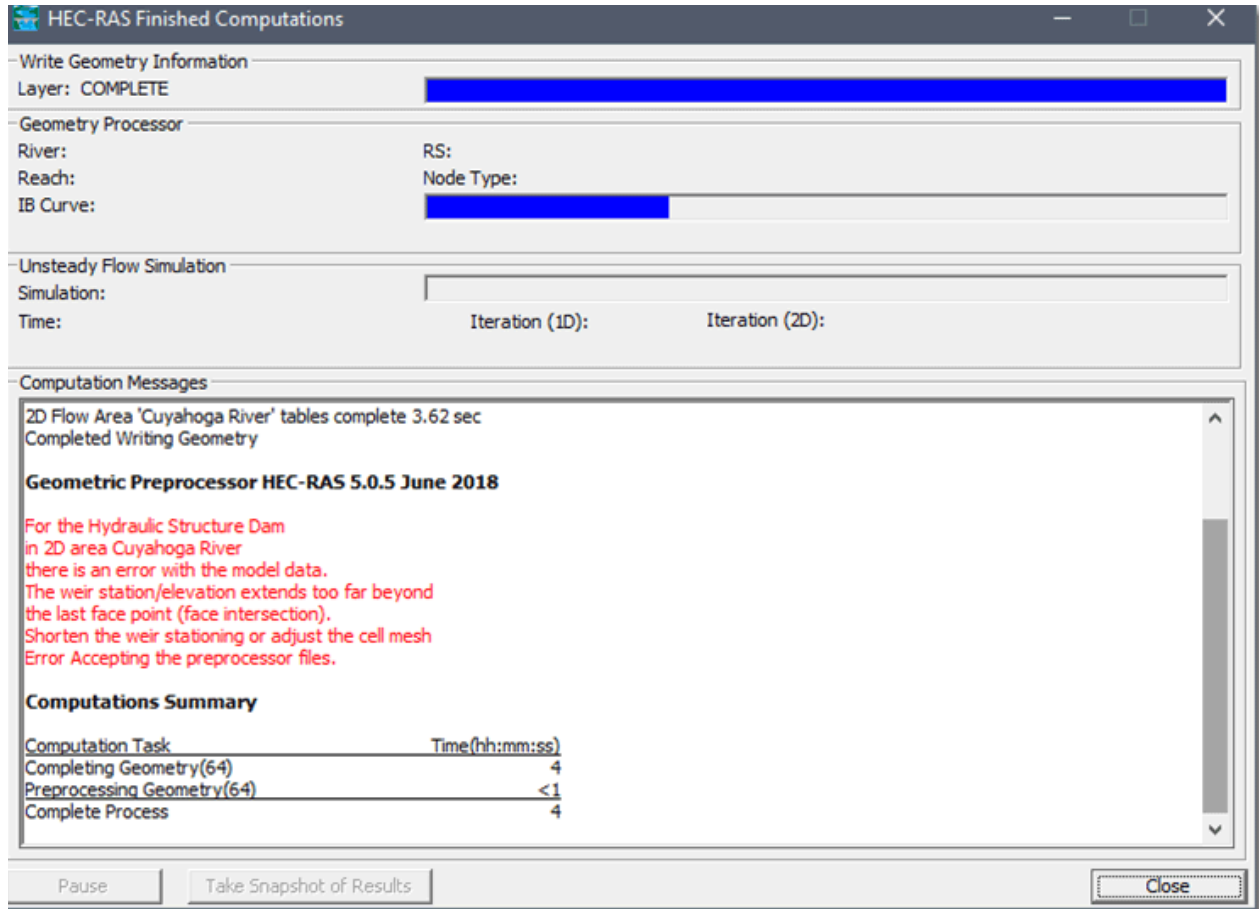 HEC-RAS Finished Computations
Write Geometry Information
Layer: COMPLETE
Geometry Processor
River: RS:
Reach: Node Type:
IB Curve:
Unsteady Flow Simulation
Simulation:
Time: Iteration (1D): Iteration (2D):
Computation Messages
2D Flow Area 'Cuyahoga River' tables complete 3.62 sec
Completed Writing Geometry
Geometric Preprocessor HEC-RAS 5.0.5 June 2018
For the Hydraulic Structure Dam
in 2D area Cuyahoga River
there is an error with the model data.
The weir station/elevation extends too far beyond
the last face point (face intersection).
Shorten the weir stationing or adjust the cell mesh
Error Accepting the preprocessor files.
Computations Summary
Computation Task Time(hh:mm:ss)
Completing Geometry(64) 4
Preprocessing Geometry(64) <1
Complete Process 4
Pause Take Snapshot of Results Close